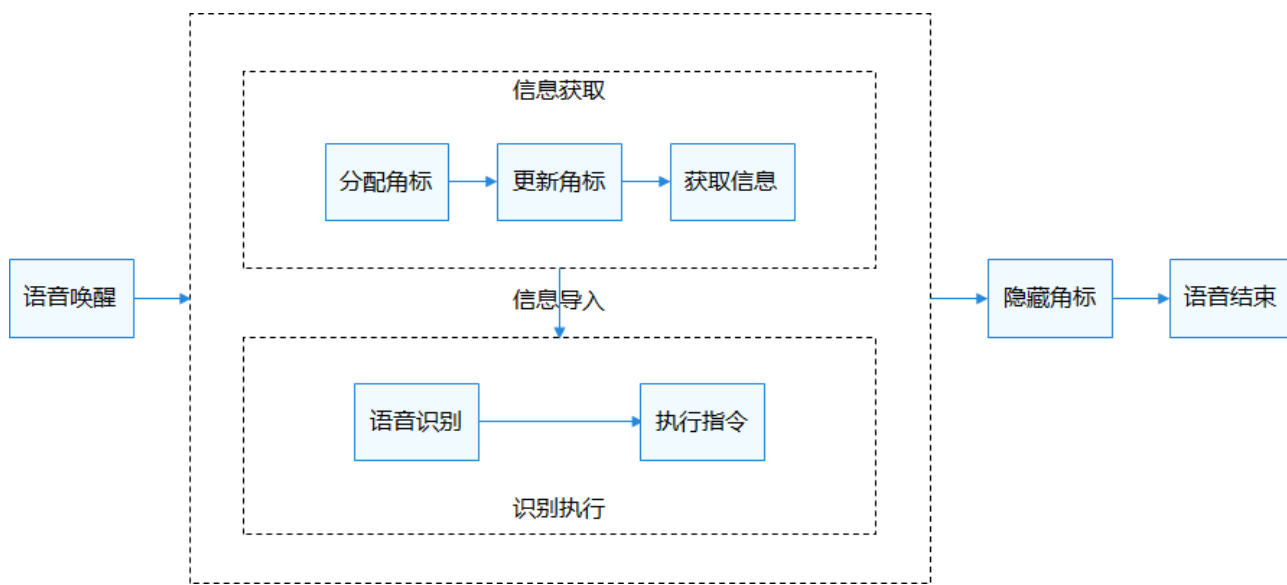 信息获取
分配角标
更新角标
获取信息
语音唤醒
信息导入
隐藏角标
语音结束
语音识别
执行指令
识别执行